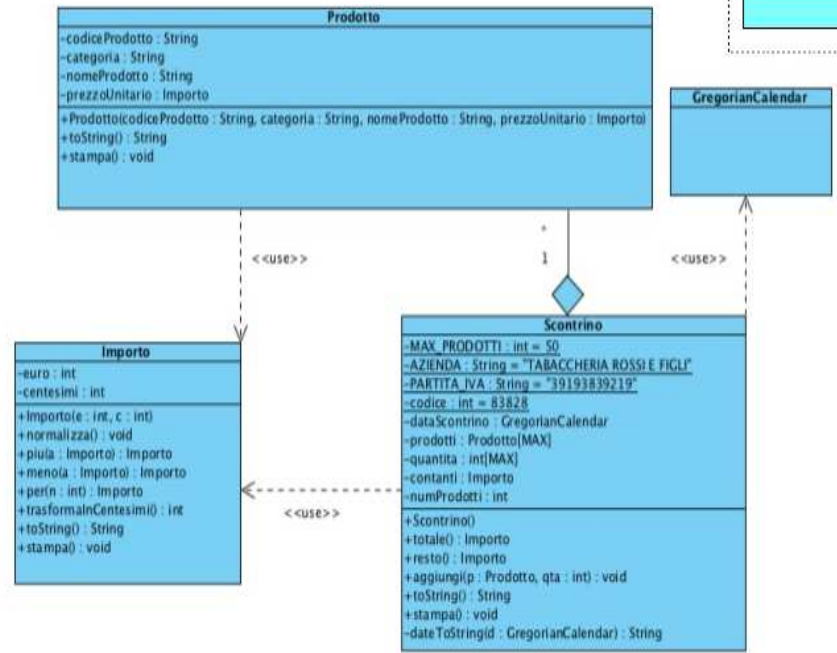 Prodotto
-codiceProdotto : String
-categoria : String
-nomeProdotto : String
-prezzoUnitario : Importo
+Prodotto(codiceProdotto : String, categoria : String, nomeProdotto : String, prezzoUnitario : Importo)
+toString() : String
+stampa() : void
GregorianCalendar
*
1
<<use>>
<<use>>
Importo
-euro : int
-centesimi : int
+Importo(e : int, c : int)
+normalizza() : void
+piu(a : Importo) : Importo
+meno(a : Importo) : Importo
+per(n : int) : Importo
+trasformaInCentesimi() : int
+toString() : String
+stampa() : void
<<use>>
Scontrino
-MAX_PRODOTTI : int = 50
-AZIENDA : String = "TABACCHERIA ROSSI E FIGLI"
-PARTITA_IVA : String = "39193839219"
-codice : int = 83828
-dataScontrino : GregorianCalendar
-prodotti : Prodotto[MAX]
-quantita : int[MAX]
-contanti : Importo
-numProdotti : int
+Scontrino()
+totale() : Importo
+resto() : Importo
+aggiungi(p : Prodotto, qta : int) : void
+toString() : String
+stampa() : void
-dateToString(d : GregorianCalendar) : String